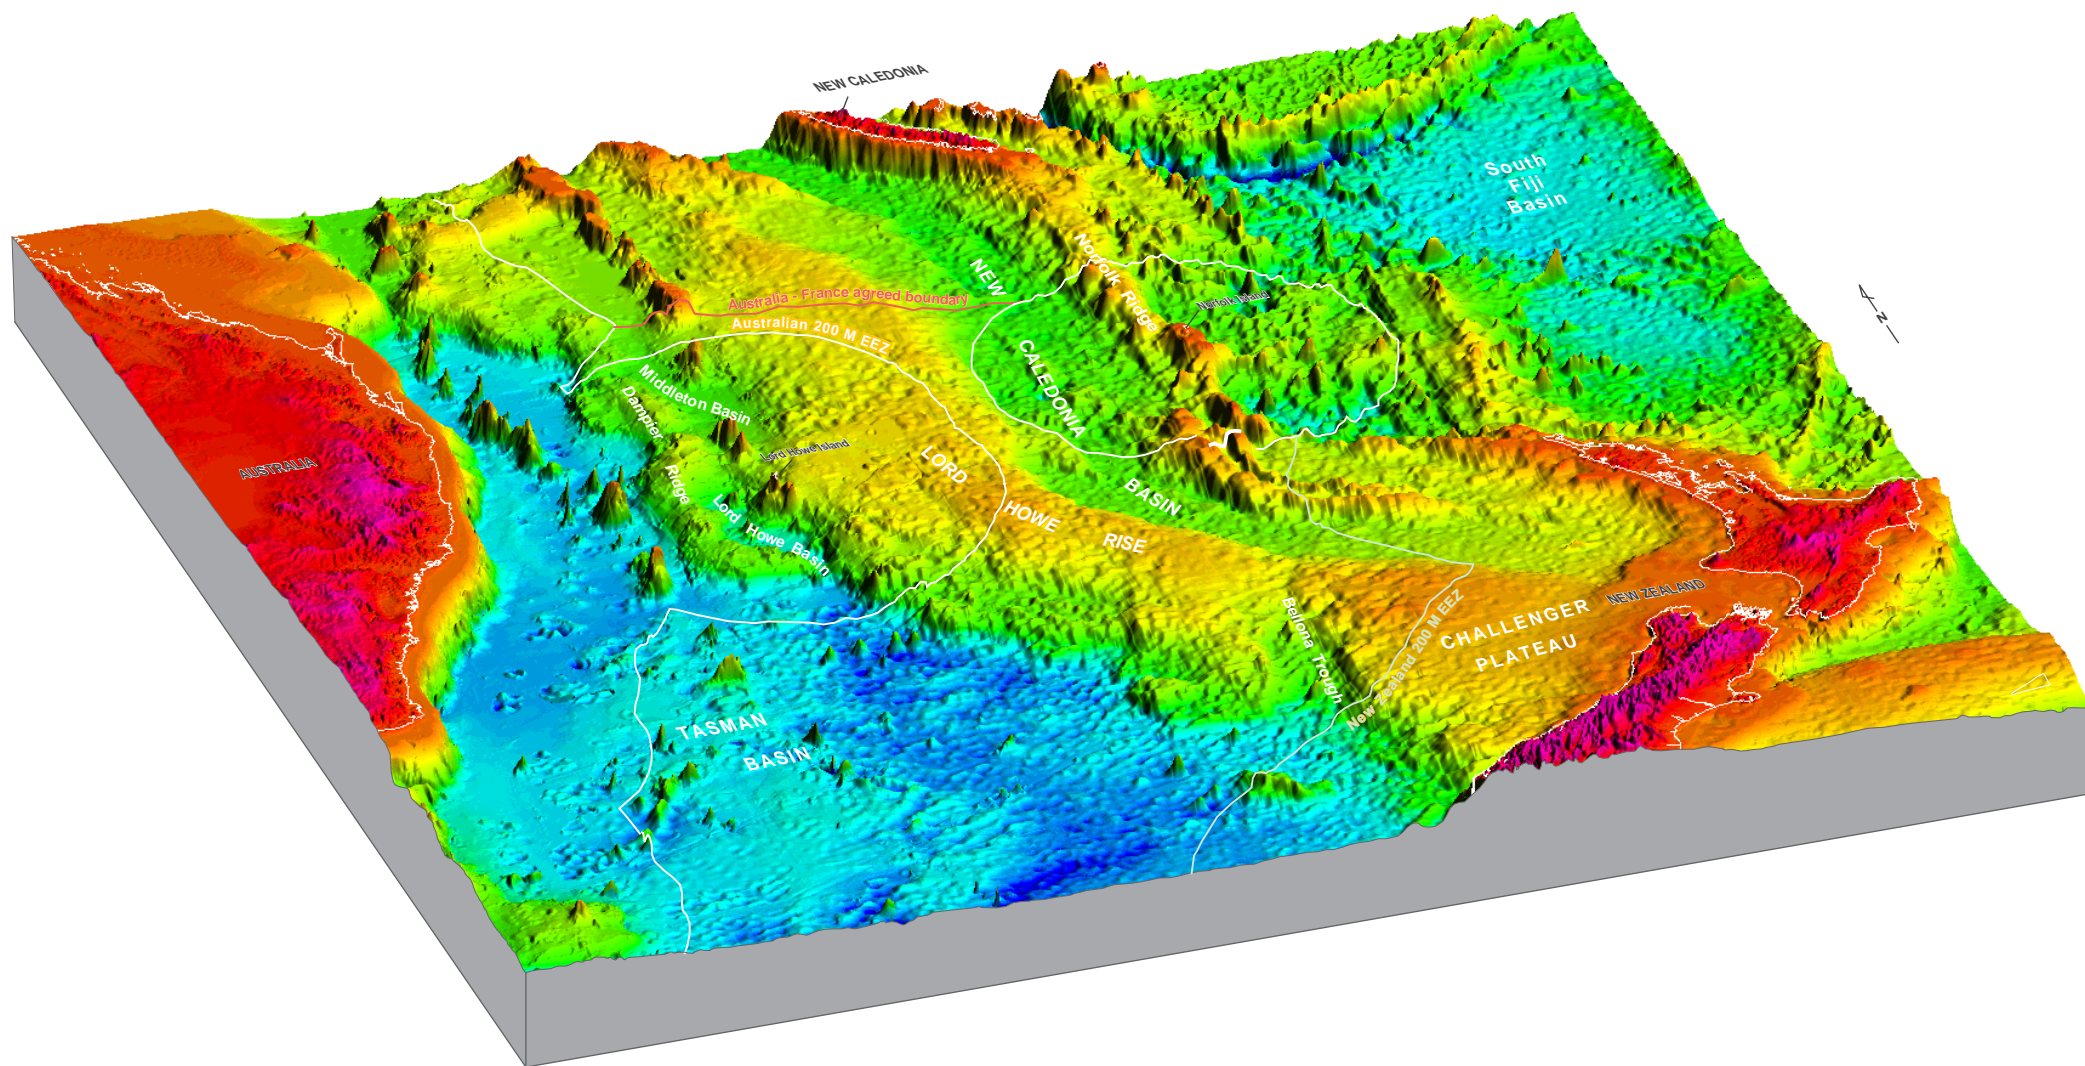 NEW CALEDONIA
South
Fiji
Basin
Norfolk Ridge
NEW
CALEDONIA
BASIN
Norfolk Island
Australia - France agreed boundary
Australian 200 M EEZ
N
Middleton Basin
Dampier
Ridge
Lord Howe Island
Lord Howe Basin
LORD
HOWE
RISE
AUSTRALIA
NEW ZEALAND
CHALLENGER
PLATEAU
Bellona Trough
New Zealand 200 M EEZ
TASMAN
BASIN